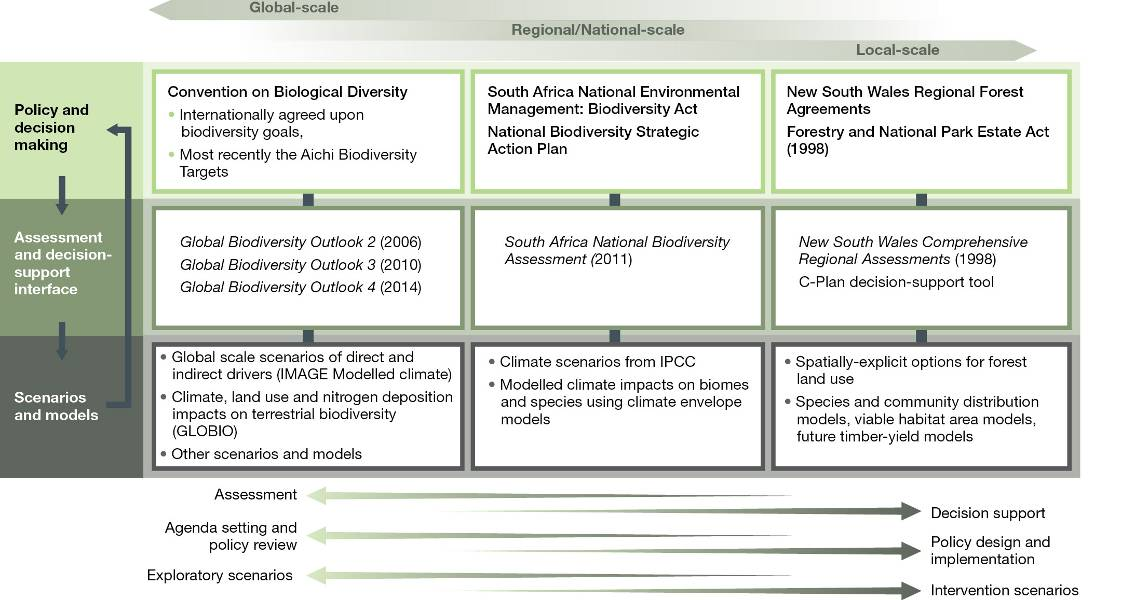 Global-scale
Regional/National-scale
Local-scale
Policy and
decision
making
Convention on Biological Diversity
• Internationally agreed upon
biodiversity goals,
• Most recently the Aichi Biodiversity
Targets
South Africa National Environmental
Management: Biodiversity Act
National Biodiversity Strategic
Action Plan
New South Wales Regional Forest
Agreements
Forestry and National Park Estate Act
(1998)
Assessment
and decision-
support
interface
Global Biodiversity Outlook 2 (2006)
Global Biodiversity Outlook 3 (2010)
Global Biodiversity Outlook 4 (2014)
South Africa National Biodiversity
Assessment (2011)
New South Wales Comprehensive
Regional Assessments (1998)
C-Plan decision-support tool
Scenarios
and models
• Global scale scenarios of direct and
indirect drivers (IMAGE Modelled climate)
• Climate, land use and nitrogen deposition
impacts on terrestrial biodiversity
(GLOBIO)
• Other scenarios and models
• Climate scenarios from IPCC
• Modelled climate impacts on biomes
and species using climate envelope
models
• Spatially-explicit options for forest
land use
• Species and community distribution
models, viable habitat area models,
future timber-yield models
Assessment
Decision support
Agenda setting and
policy review
Policy design and
implementation
Exploratory scenarios
Intervention scenarios